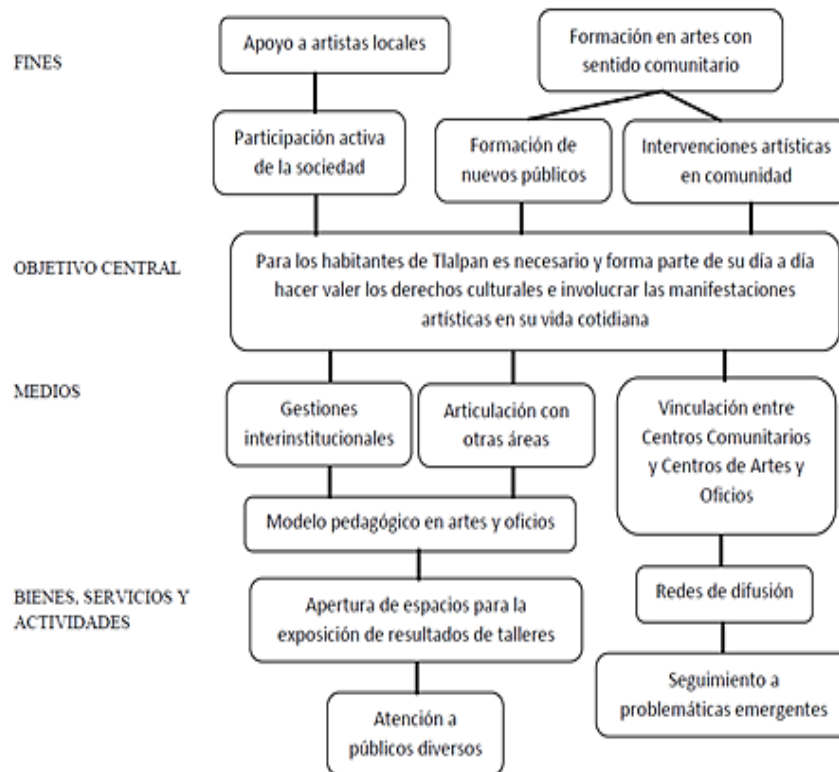 FINES
Apoyo a artistas locales
Formación en artes con
sentido comunitario
Participación activa
de la sociedad
Formación de
nuevos públicos
Intervenciones artísticas
en comunidad
OBJETIVO CENTRAL
Para los habitantes de Tlalpan es necesario y forma parte de su día a día
hacer valer los derechos culturales e involucrar las manifestaciones
artísticas en su vida cotidiana
MEDIOS
Gestiones
interinstitucionales
Articulación con
otras áreas
Vinculación entre
Centros Comunitarios
y Centros de Artes y
Oficios
Modelo pedagógico en artes y oficios
BIENES, SERVICIOS Y
ACTIVIDADES
Apertura de espacios para la
exposición de resultados de talleres
Redes de difusión
Atención a
públicos diversos
Seguimiento a
problemáticas emergentes